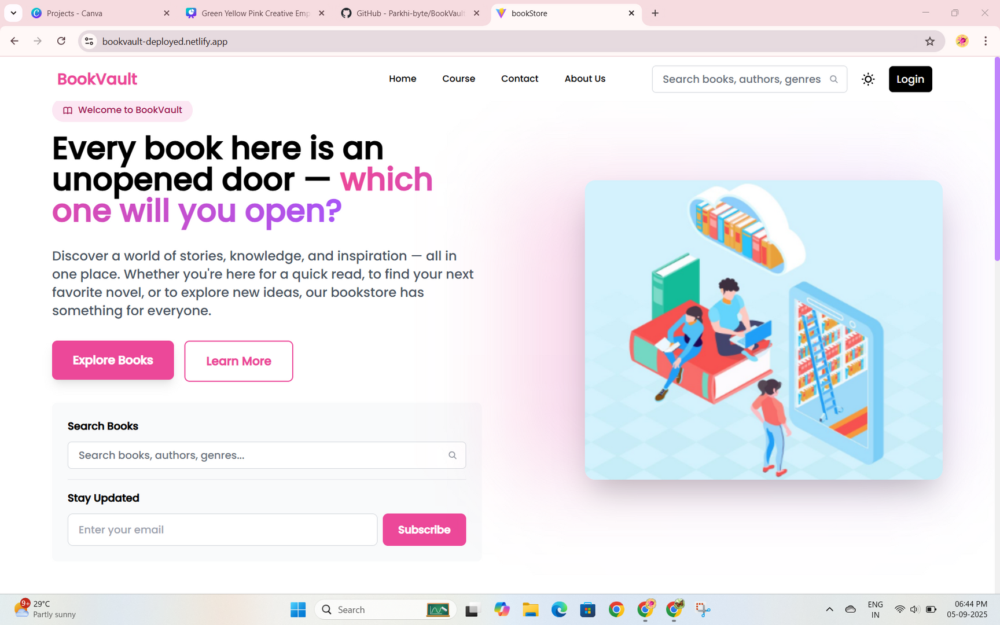 Projects - Canva
Green Yellow Pink Creative Emp
GitHub - Parkhi-byte/BookVault
bookStore
bookvault-deployed.netlify.app
BookVault
Home
Course
Contact
About Us
Search books, authors, genres
Login
Welcome to BookVault
Every book here is an
unopened door — which
one will you open?
Discover a world of stories, knowledge, and inspiration — all in
one place. Whether you're here for a quick read, to find your next
favorite novel, or to explore new ideas, our bookstore has
something for everyone.
Explore Books
Learn More
Search Books
Search books, authors, genres...
Stay Updated
Enter your email
Subscribe
9+
29°C
Partly sunny
Search
ENG
IN
06:44 PM
05-09-2025